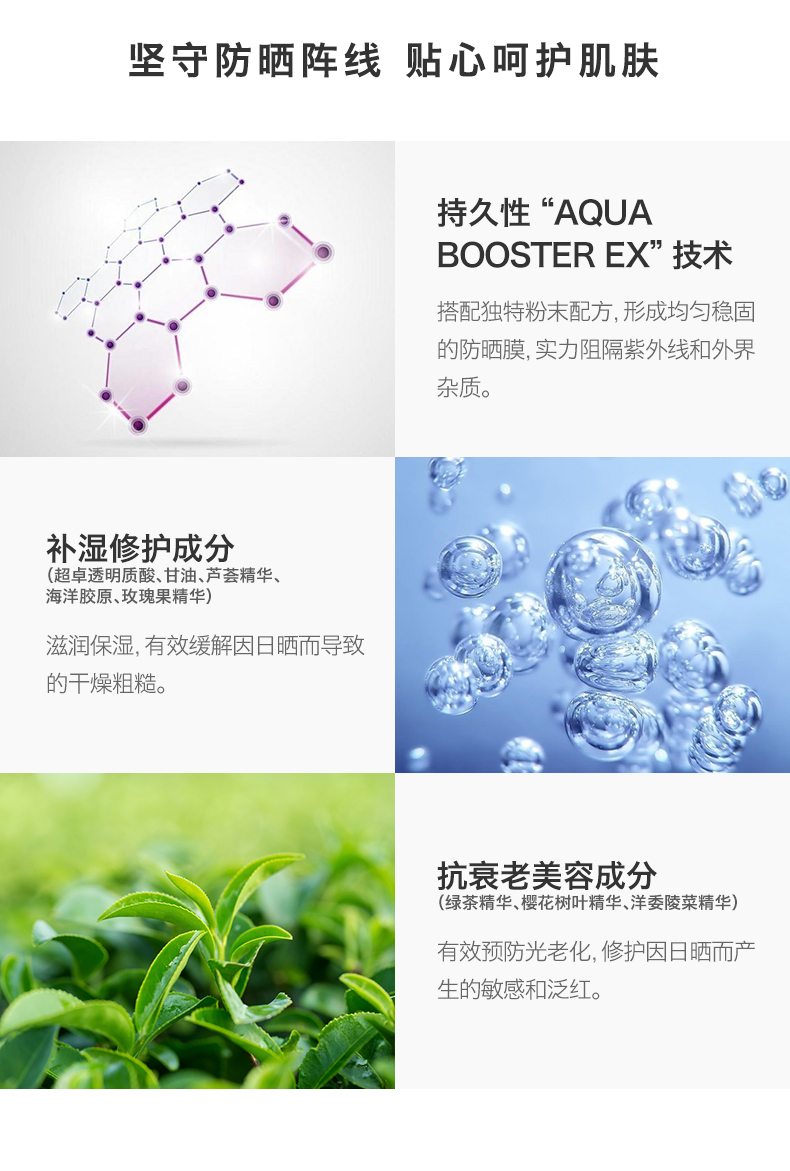 坚守防晒阵线 贴心呵护肌肤
持久性 “AQUA
BOOSTER EX” 技术
搭配独特粉末配方, 形成均匀稳固
的防晒膜, 实力阻隔紫外线和外界
杂质。
补湿修护成分
(超卓透明质酸、甘油、芦荟精华、
海洋胶原、玫瑰果精华)
滋润保湿, 有效缓解因日晒而导致
的干燥粗糙。
抗衰老美容成分
(绿茶精华、樱花树叶精华、洋委陵菜精华)
有效预防光老化, 修护因日晒而产
生的敏感和泛红。